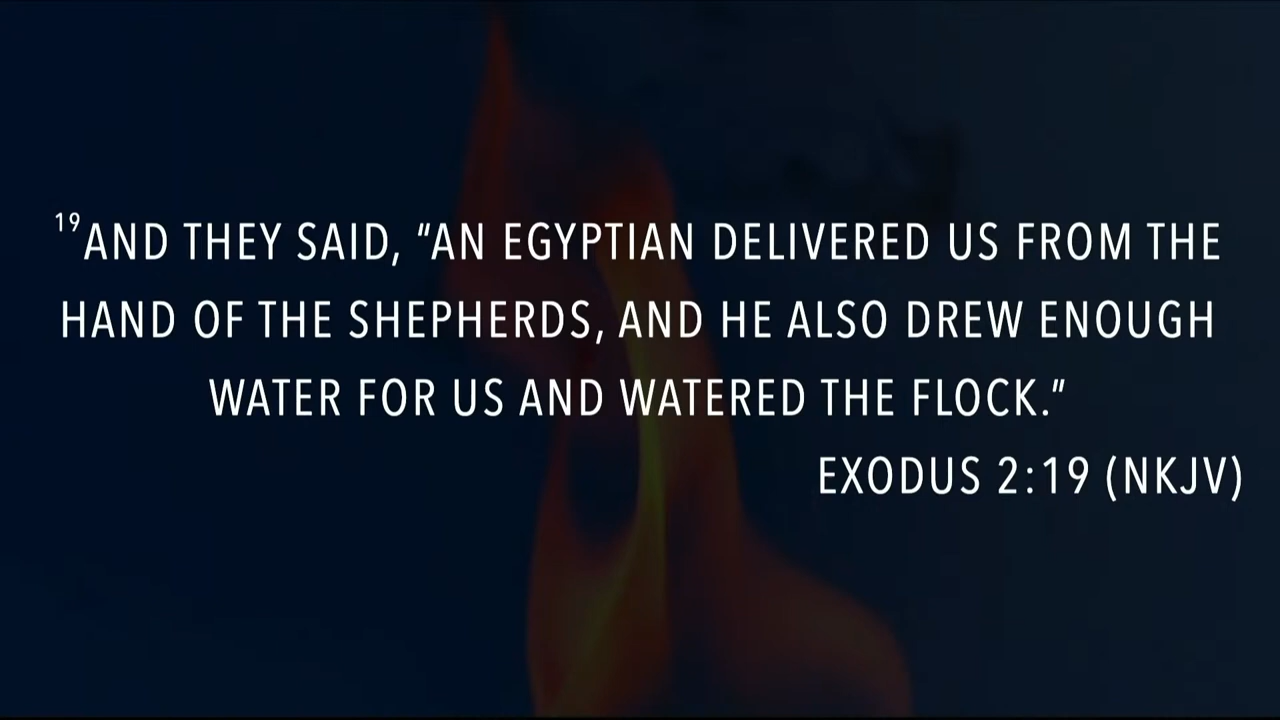 ¹⁹AND THEY SAID, “AN EGYPTIAN DELIVERED US FROM THE
HAND OF THE SHEPHERDS, AND HE ALSO DREW ENOUGH
WATER FOR US AND WATERED THE FLOCK.”
EXODUS 2:19 (NKJV)